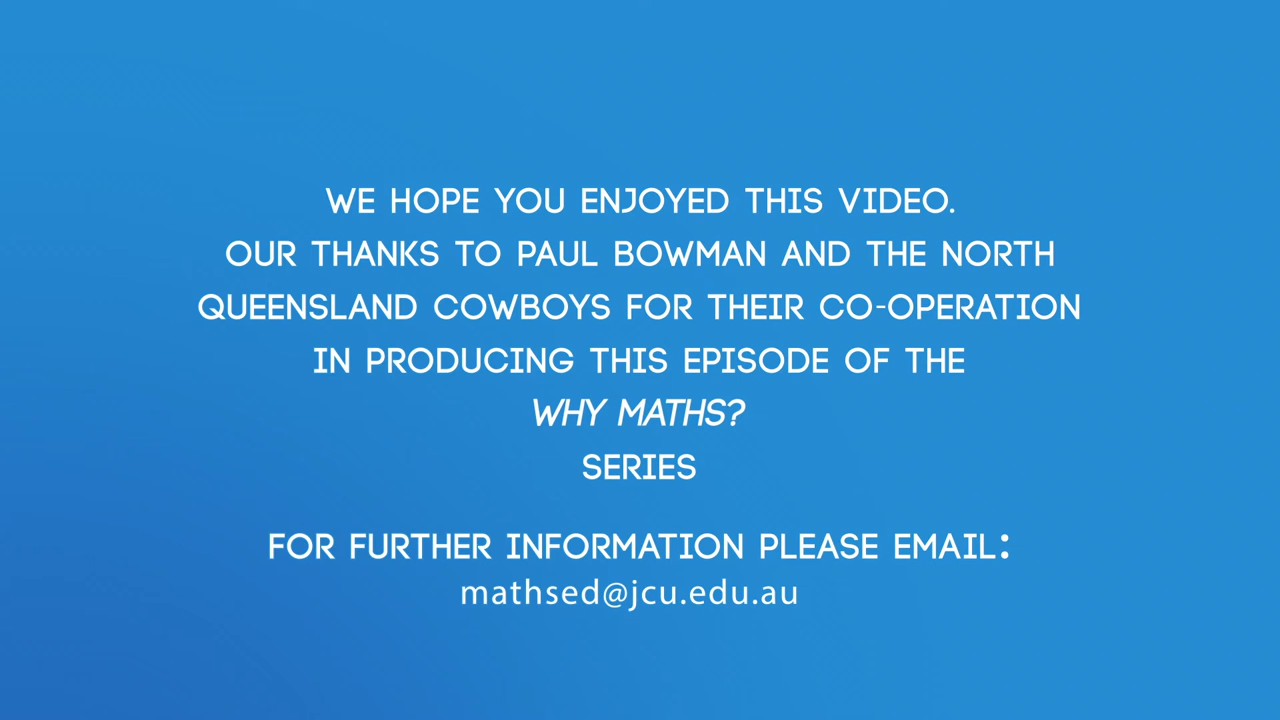 WE HOPE YOU ENJOYED THIS VIDEO.
OUR THANKS TO PAUL BOWMAN AND THE NORTH
QUEENSLAND COWBOYS FOR THEIR CO-OPERATION
IN PRODUCING THIS EPISODE OF THE
WHY MATHS?
SERIES
FOR FURTHER INFORMATION PLEASE EMAIL:
mathsed@jcu.edu.au